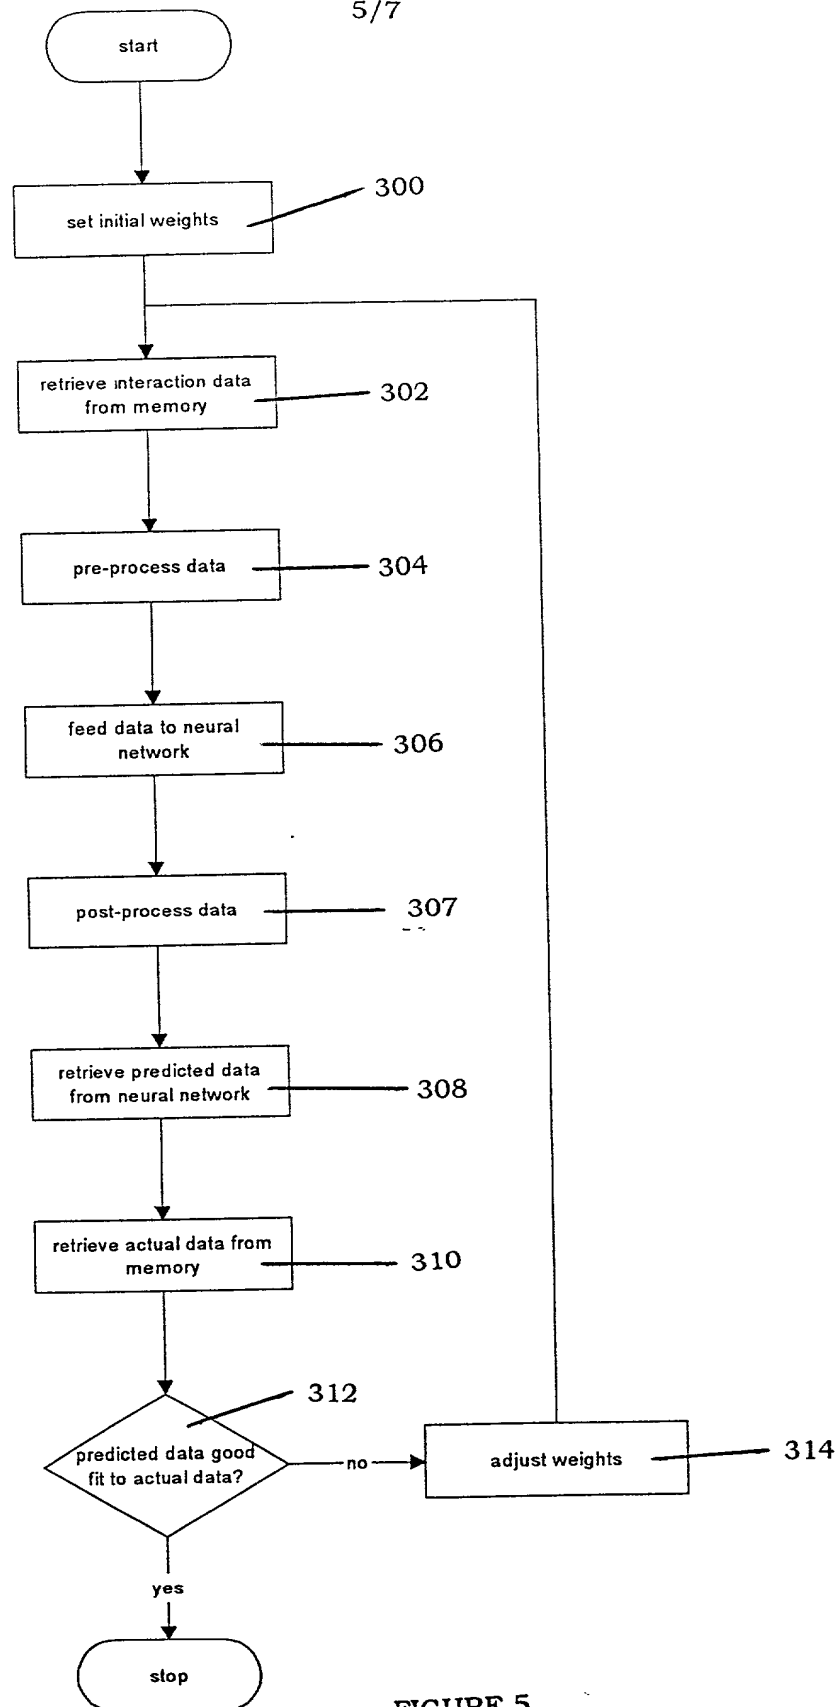 5/7
start
set initial weights
300
retrieve interaction data
from memory
302
pre-process data
304
feed data to neural
network
306
post-process data
307
retrieve predicted data
from neural network
308
retrieve actual data from
memory
310
312
predicted data good
fit to actual data?
no
adjust weights
314
yes
stop
FIGURE 5